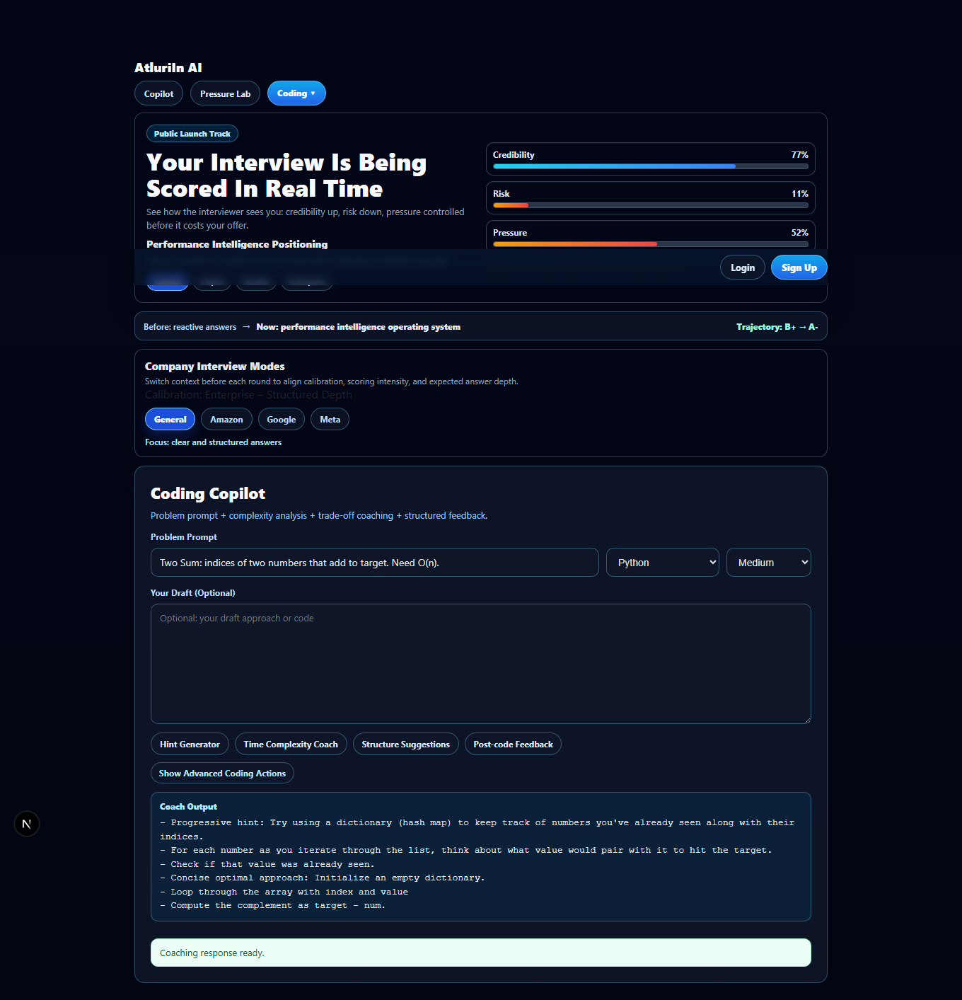 AtluriIn AI
Copilot
Pressure Lab
Coding ▾
Public Launch Track
Your Interview Is Being
Scored In Real Time
See how the interviewer sees you: credibility up, risk down, pressure controlled
before it costs your offer.
Performance Intelligence Positioning
Credibility 77%
Risk 11%
Pressure 52%
Login
Sign Up
Before: reactive answers → Now: performance intelligence operating system
Trajectory: B+ → A-
Company Interview Modes
Switch context before each round to align calibration, scoring intensity, and expected answer depth.
Calibration: Enterprise – Structured Depth
General
Amazon
Google
Meta
Focus: clear and structured answers
Coding Copilot
Problem prompt + complexity analysis + trade-off coaching + structured feedback.
Problem Prompt
Two Sum: indices of two numbers that add to target. Need O(n).
Python
Medium
Your Draft (Optional)
Optional: your draft approach or code
Hint Generator
Time Complexity Coach
Structure Suggestions
Post-code Feedback
Show Advanced Coding Actions
Coach Output
- Progressive hint: Try using a dictionary (hash map) to keep track of numbers you've already seen along with their
indices.
- For each number as you iterate through the list, think about what value would pair with it to hit the target.
- Check if that value was already seen.
- Concise optimal approach: Initialize an empty dictionary.
- Loop through the array with index and value
- Compute the complement as target - num.
N
Coaching response ready.